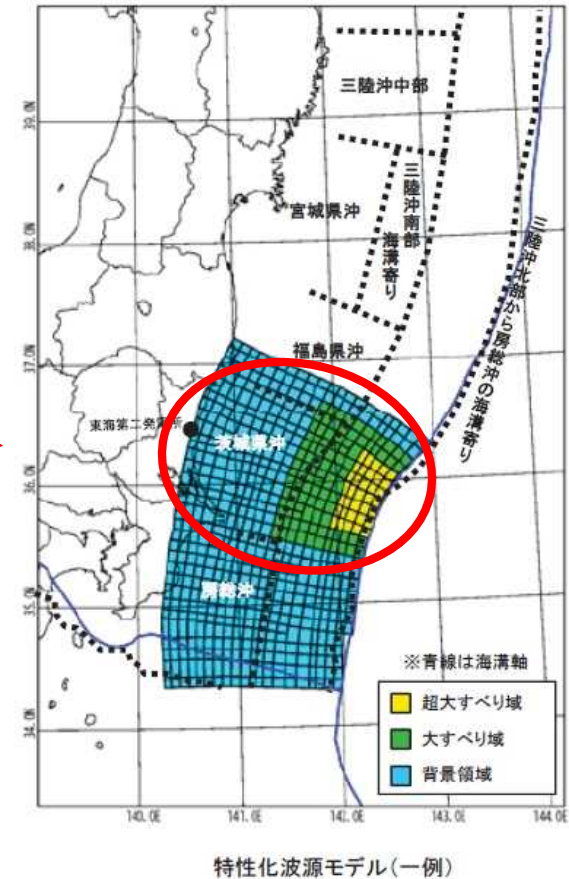 三陸沖中部
39.0N
三陸沖南部
海溝寄り
宮城県沖
38.0N
三陸沖北部から房総沖の海溝寄り
福島県沖
37.0N
東海第二発電所
茨城県沖
36.0N
房総沖
35.0N
※青線は海溝軸
超大すべり域
大すべり域
背景領域
34.0N
140.0E
141.0E
142.0E
143.0E
144.0E
特性化波源モデル(一例)